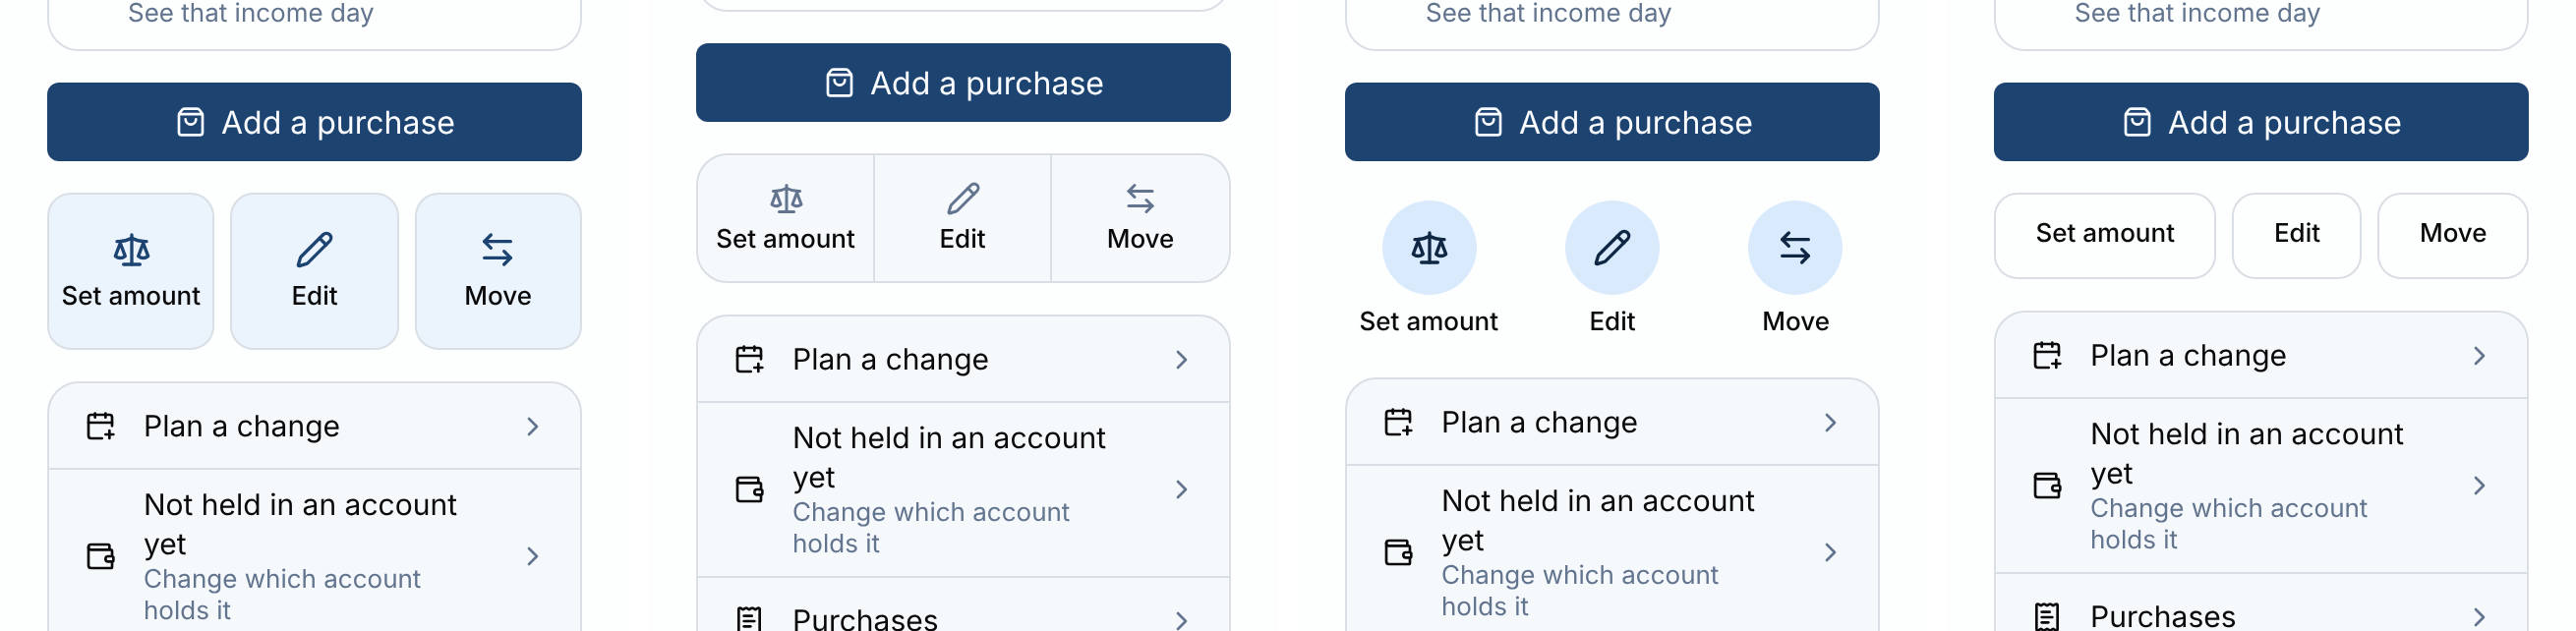 See that income day
Add a purchase
Set amount
Edit
Move
Plan a change
Not held in an account
yet
Change which account
holds it
Add a purchase
Set amount
Edit
Move
Plan a change
Not held in an account
yet
Change which account
holds it
Purchases
See that income day
Add a purchase
Set amount
Edit
Move
Plan a change
Not held in an account
yet
Change which account
holds it
See that income day
Add a purchase
Set amount
Edit
Move
Plan a change
Not held in an account
yet
Change which account
holds it
Purchases